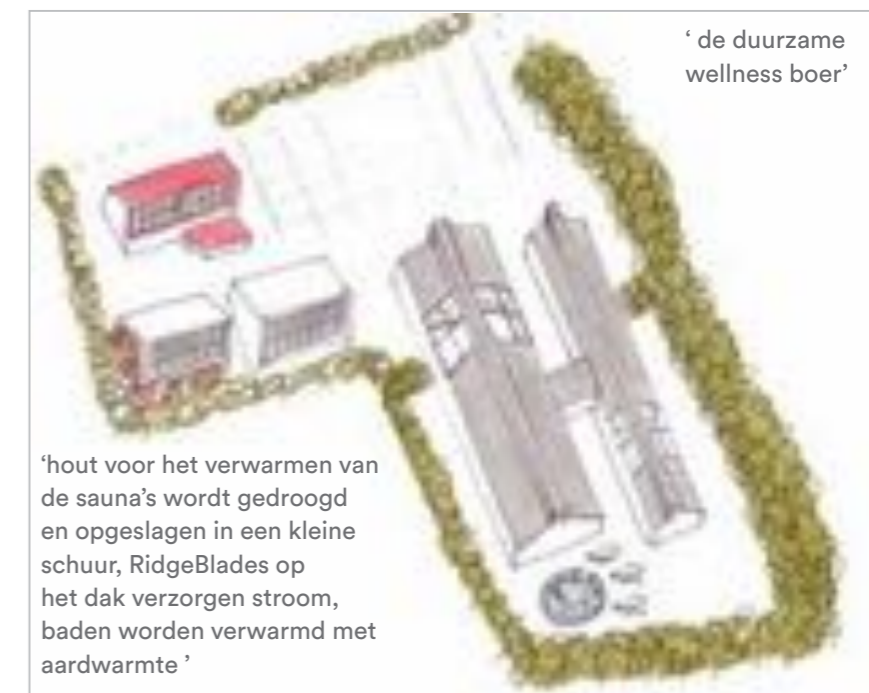 ‘ de duurzame
wellness boer’
‘hout voor het verwarmen van
de sauna’s wordt gedroogd
en opgeslagen in een kleine
schuur, RidgeBlades op
het dak verzorgen stroom,
baden worden verwarmd met
aardwarmte ’